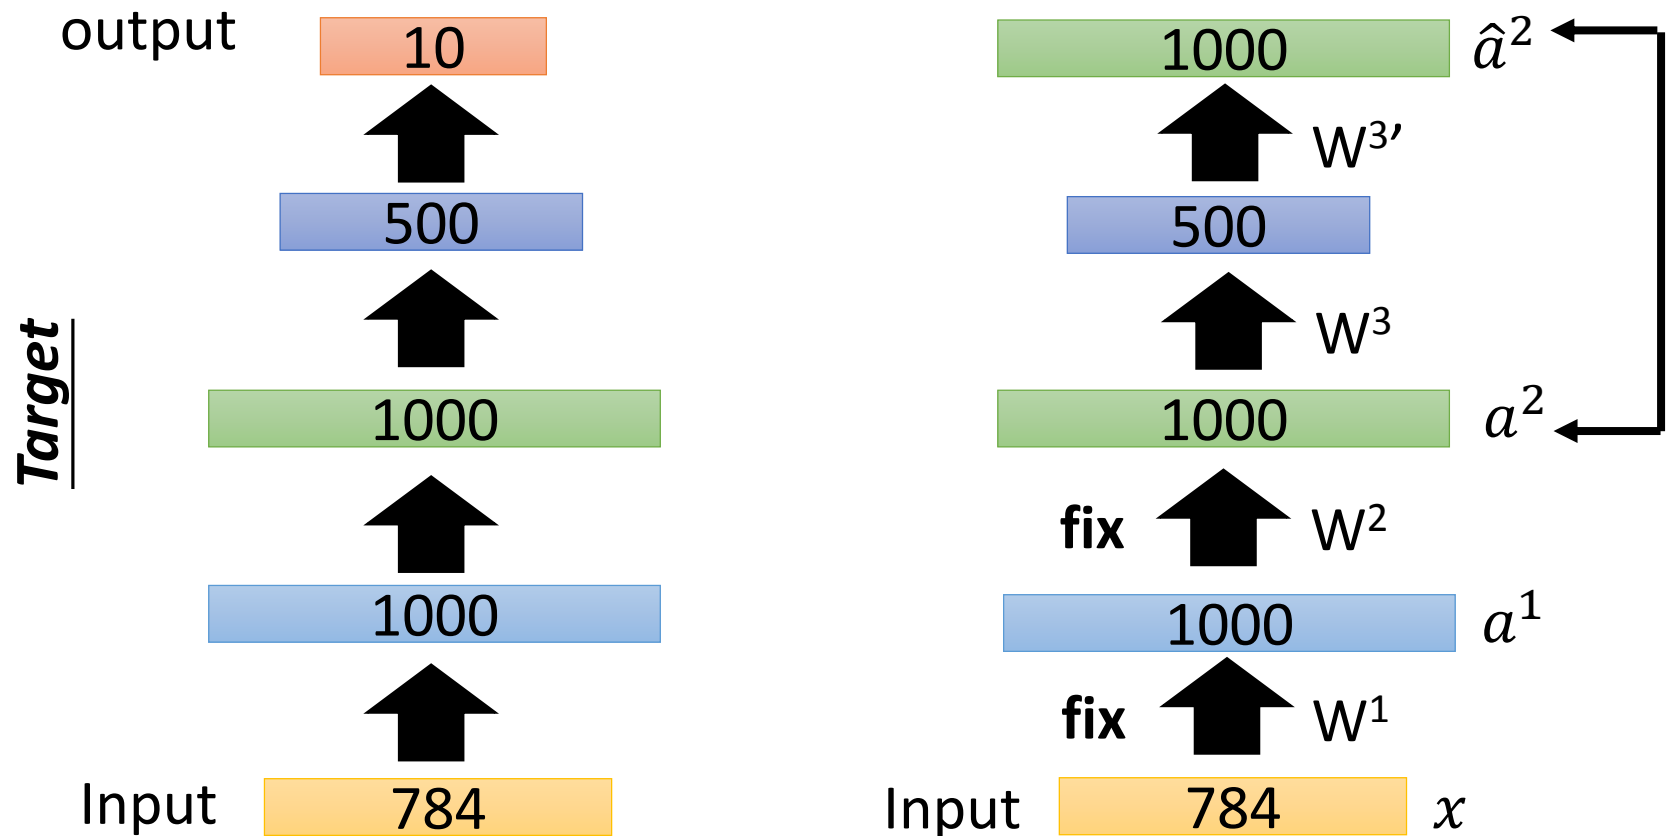 output
10
500
Target
1000
1000
Input
784
1000
â²
W³′
500
W³
1000
a²
fix
W²
1000
a¹
fix
W¹
Input
784
x